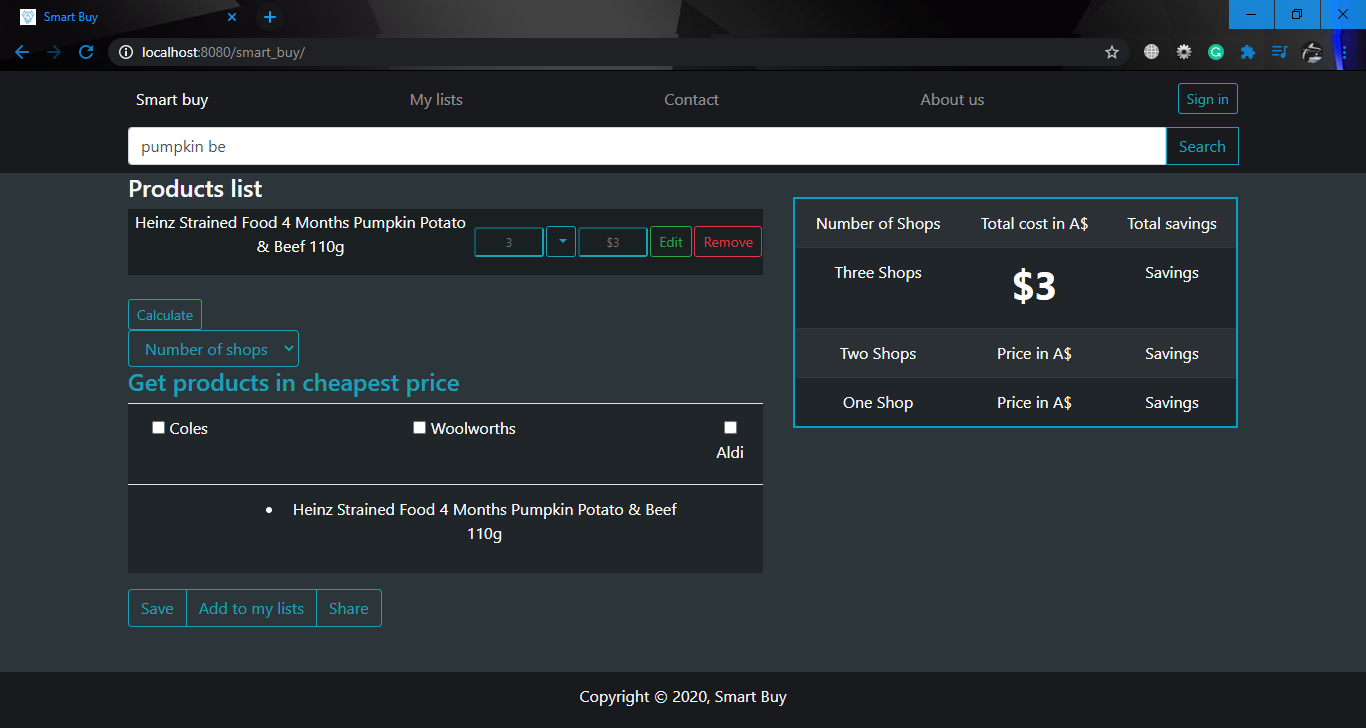 Smart Buy
localhost:8080/smart_buy/
Smart buy My lists Contact About us Sign in
pumpkin be Search
Products list
Heinz Strained Food 4 Months Pumpkin Potato
& Beef 110g
3 $3 Edit Remove
Number of Shops Total cost in A$ Total savings
Three Shops $3 Savings
Two Shops Price in A$ Savings
One Shop Price in A$ Savings
Calculate
Number of shops
Get products in cheapest price
Coles Woolworths
Aldi
• Heinz Strained Food 4 Months Pumpkin Potato & Beef
110g
Save Add to my lists Share
Copyright © 2020, Smart Buy